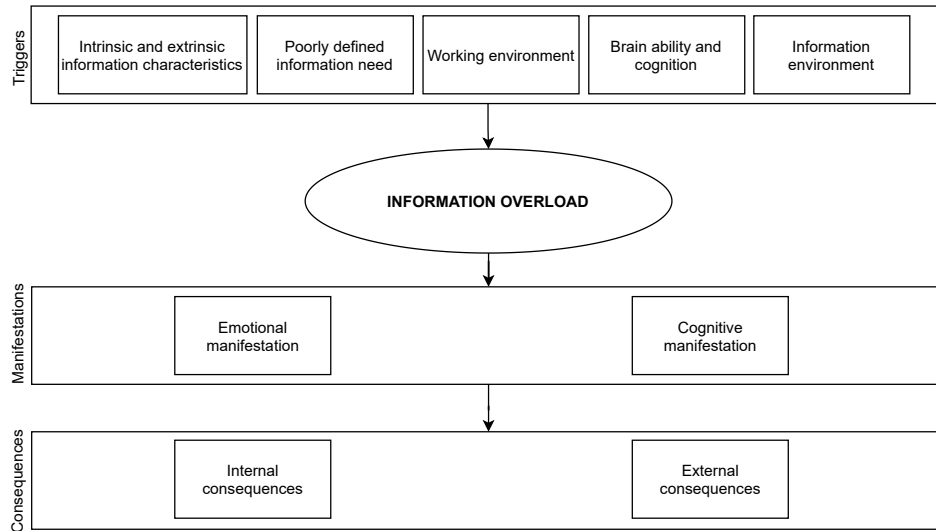 Triggers
Intrinsic and extrinsic
information characteristics
Poorly defined
information need
Working environment
Brain ability and
cognition
Information
environment
INFORMATION OVERLOAD
Manifestations
Emotional
manifestation
Cognitive
manifestation
Consequences
Internal
consequences
External
consequences